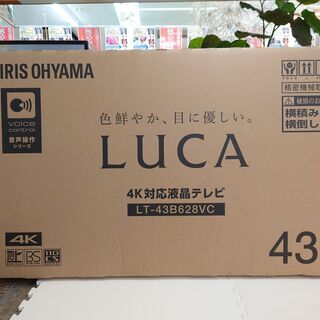 IRIS OHYAMA
voice
control
音声操作
シリーズ
色鮮やか、目に優しい。
LUCA
4K対応液晶テレビ
LT-43B628VC
4K
BS
43
精密機械
横積み
横倒し